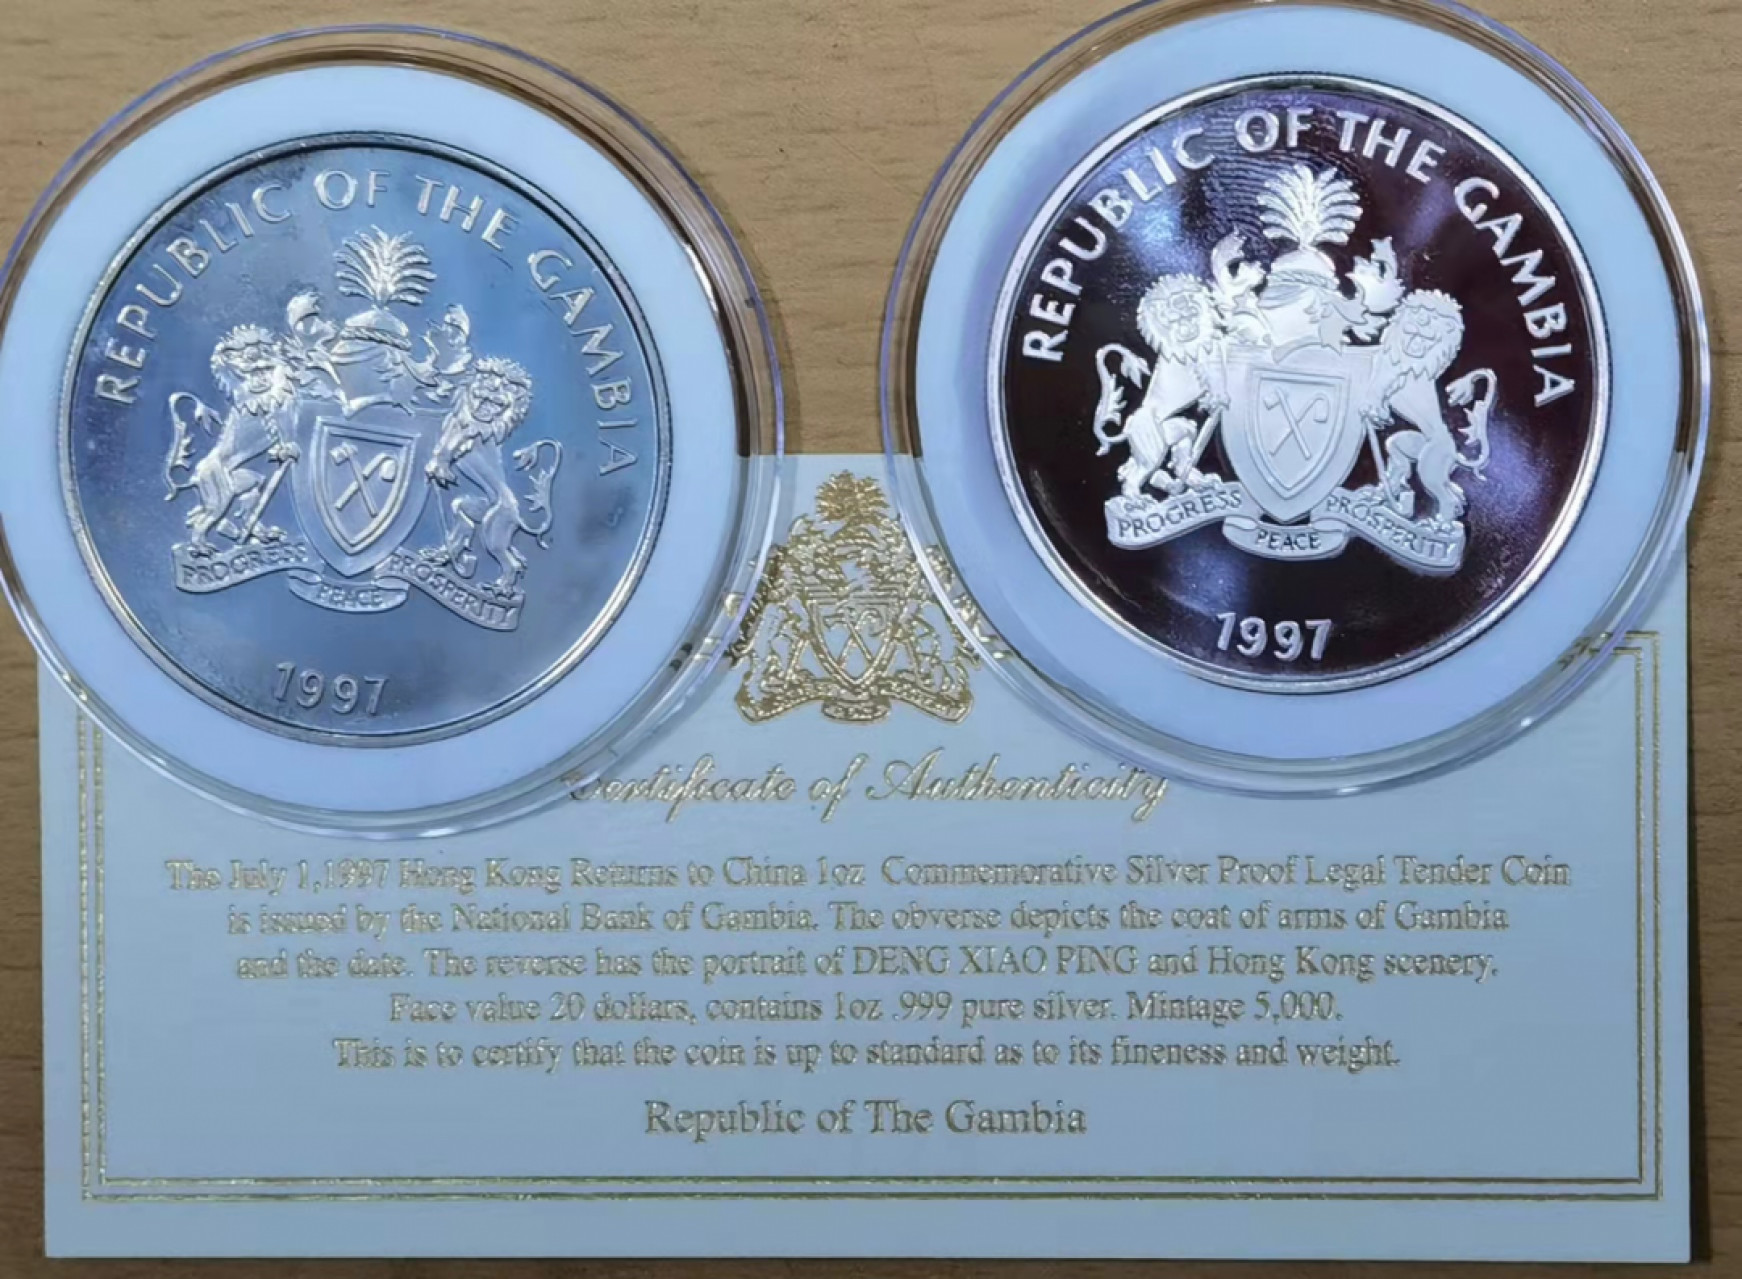 REPUBLIC OF THE GAMBIA
PROGRESS
PEACE
PROSPERITY
1997
REPUBLIC OF THE GAMBIA
PROGRESS
PEACE
PROSPERITY
1997
Certificate of Authenticity
The July 1,1997 Hong Kong Returns to China 1oz Commemorative Silver Proof Legal Tender Coin
is issued by the National Bank of Gambia. The obverse depicts the coat of arms of Gambia
and the date. The reverse has the portrait of DENG XIAO PING and Hong Kong scenery.
Face value 20 dollars, contains 1oz .999 pure silver. Mintage 5,000.
This is to certify that the coin is up to standard as to its fineness and weight.
Republic of The Gambia